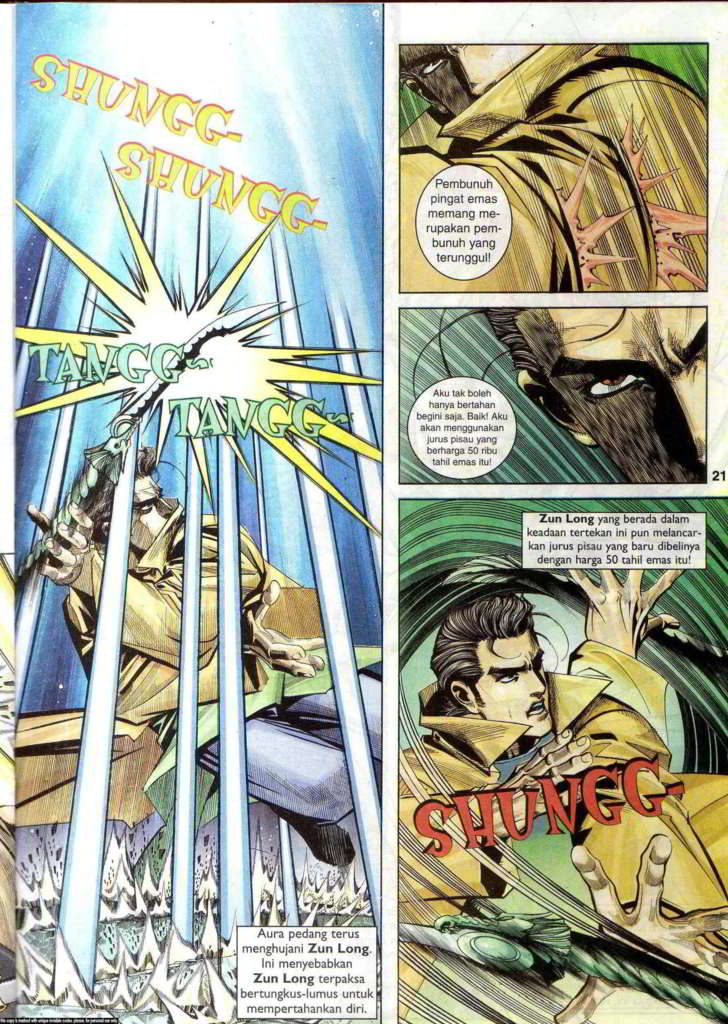 SHUNGG-
SHUNGG-
TANGG~
TANGG~
Aura pedang terus
menghujani Zun Long.
Ini menyebabkan
Zun Long terpaksa
bertungkus-lumus untuk
mempertahankan diri.
Pembunuh
pingat emas
memang me-
rupakan pem-
bunuh yang
terunggul!
Aku tak boleh
hanya bertahan
begini saja. Baik! Aku
akan menggunakan
jurus pisau yang
berharga 50 ribu
tahil emas itu!
21
Zun Long yang berada dalam
keadaan tertekan ini pun melancar-
kan jurus pisau yang baru dibelinya
dengan harga 50 tahil emas itu!
SHUNGG-